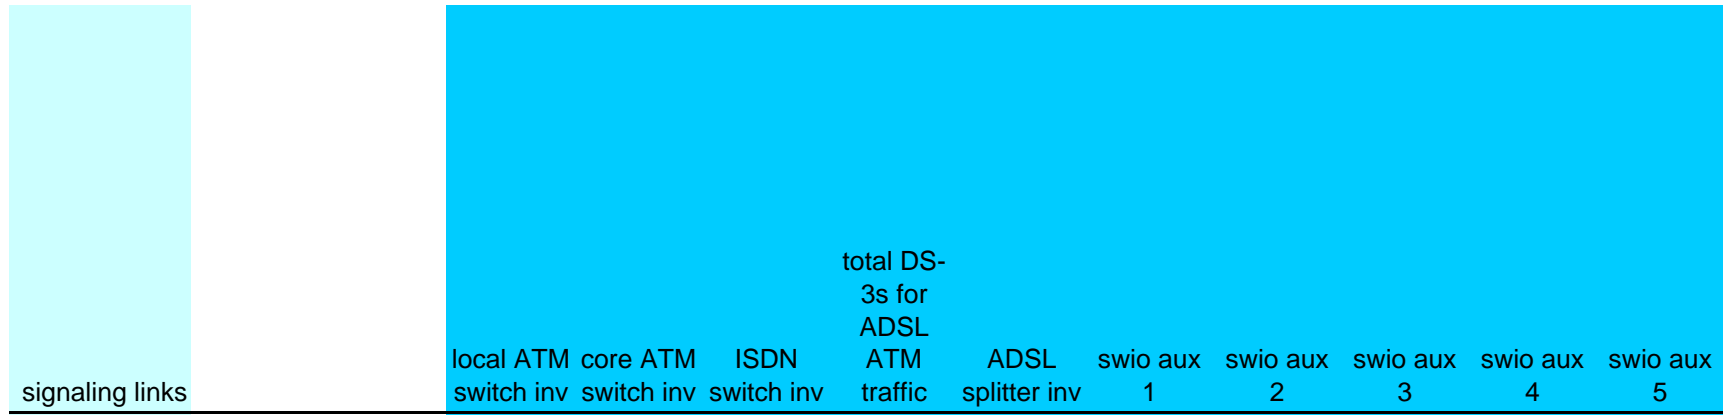 total DS-
3s for
ADSL
local ATM core ATM ISDN ATM ADSL swio aux swio aux swio aux swio aux swio aux
signaling links switch inv switch inv switch inv traffic splitter inv 1 2 3 4 5